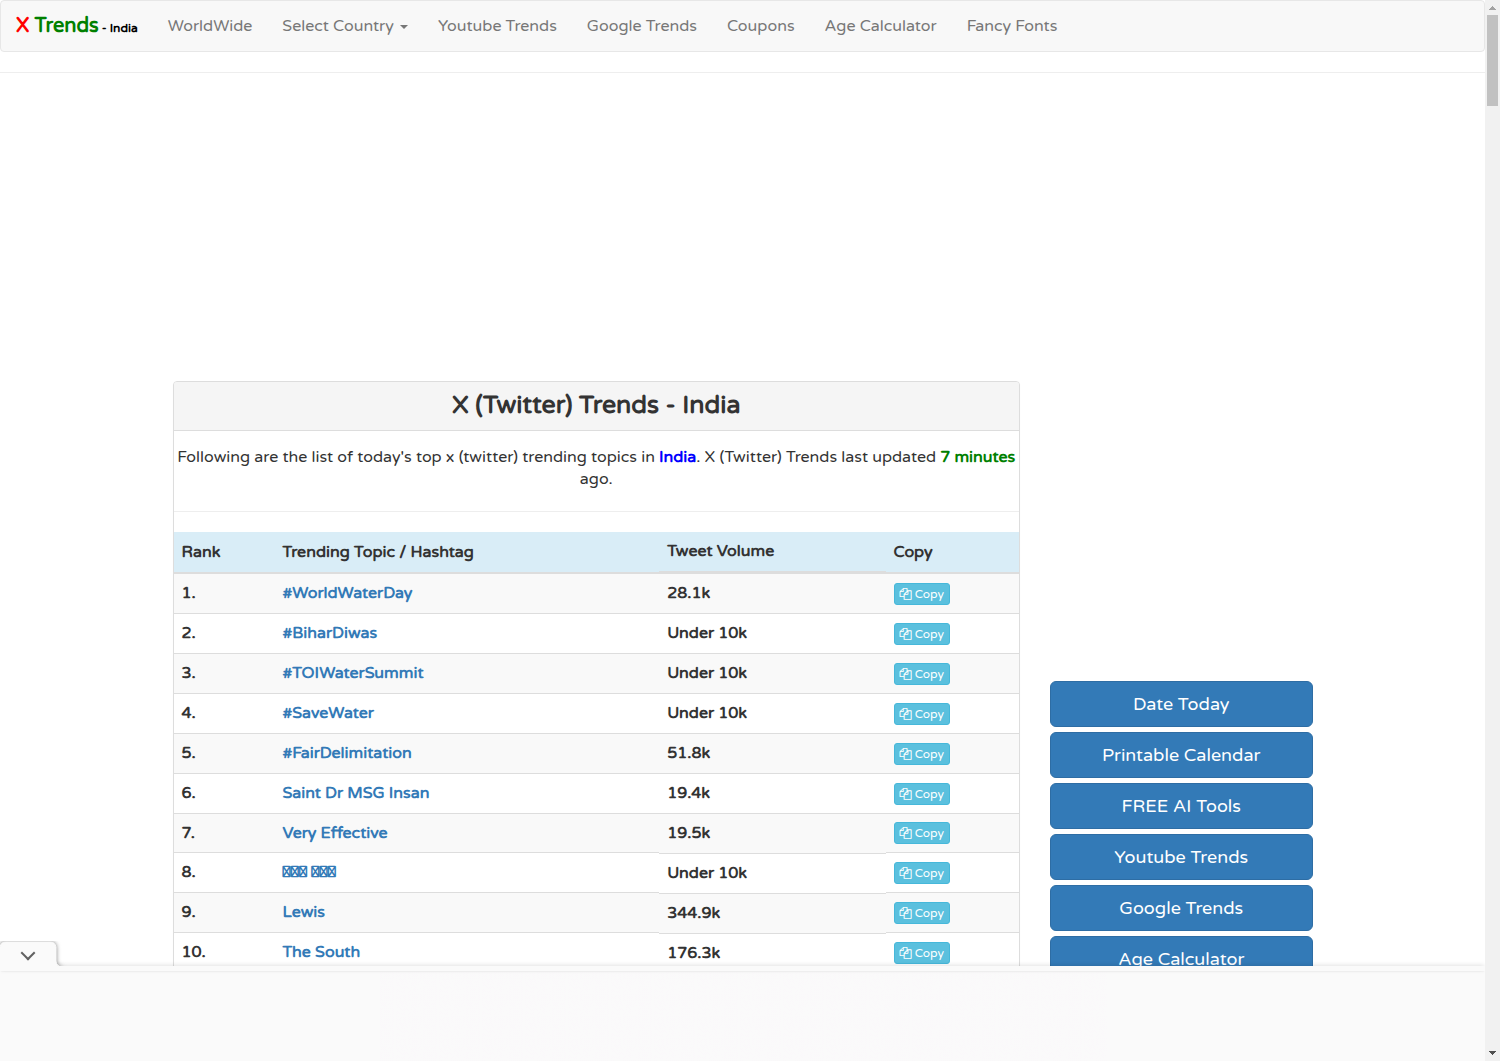 X Trends - India
WorldWide
Select Country
Youtube Trends
Google Trends
Coupons
Age Calculator
Fancy Fonts
X (Twitter) Trends - India
Following are the list of today's top x (twitter) trending topics in India. X (Twitter) Trends last updated 7 minutes
ago.
Rank Trending Topic / Hashtag Tweet Volume Copy
1. #WorldWaterDay 28.1k Copy
2. #BiharDiwas Under 10k Copy
3. #TOIWaterSummit Under 10k Copy
4. #SaveWater Under 10k Copy
5. #FairDelimitation 51.8k Copy
6. Saint Dr MSG Insan 19.4k Copy
7. Very Effective 19.5k Copy
8. Under 10k Copy
9. Lewis 344.9k Copy
10. The South 176.3k Copy
Date Today
Printable Calendar
FREE AI Tools
Youtube Trends
Google Trends
Age Calculator